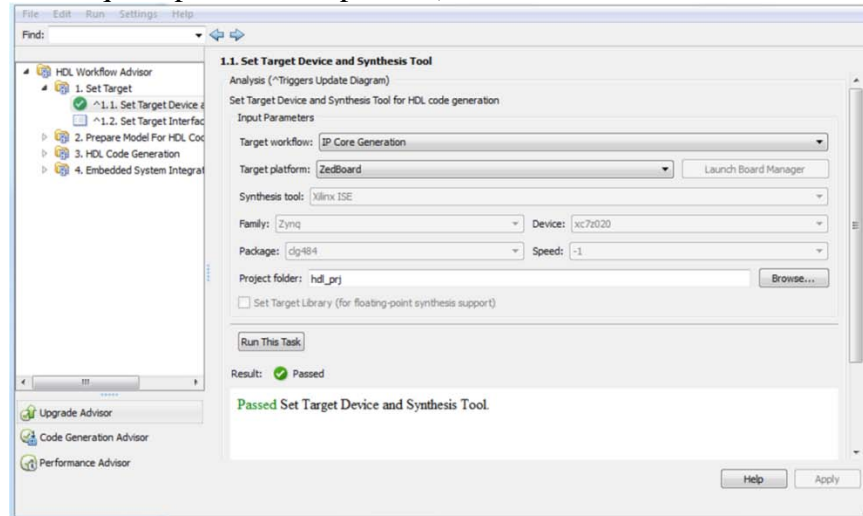 File Edit Run Settings Help
Find:
HDL Workflow Advisor
1. Set Target
^1.1. Set Target Device a
^1.2. Set Target Interfac
2. Prepare Model For HDL Coc
3. HDL Code Generation
4. Embedded System Integrat
Upgrade Advisor
Code Generation Advisor
Performance Advisor
1.1. Set Target Device and Synthesis Tool
Analysis (^Triggers Update Diagram)
Set Target Device and Synthesis Tool for HDL code generation
Input Parameters
Target workflow: IP Core Generation
Target platform: ZedBoard Launch Board Manager
Synthesis tool: Xilinx ISE
Family: Zynq Device: xc7z020
Package: clg484 Speed: -1
Project folder: hdl_prj Browse...
Set Target Library (for floating-point synthesis support)
Run This Task
Result: Passed
Passed Set Target Device and Synthesis Tool.
Help Apply